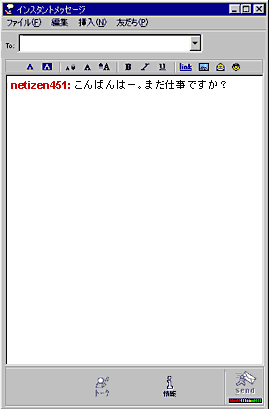 インスタントメッセージ
ファイル(F) 編集 挿入(N) 友だち(P)
To:
A A A A A B I U link
netizen451: こんばんはー。まだ仕事ですか？
トーク 情報 send